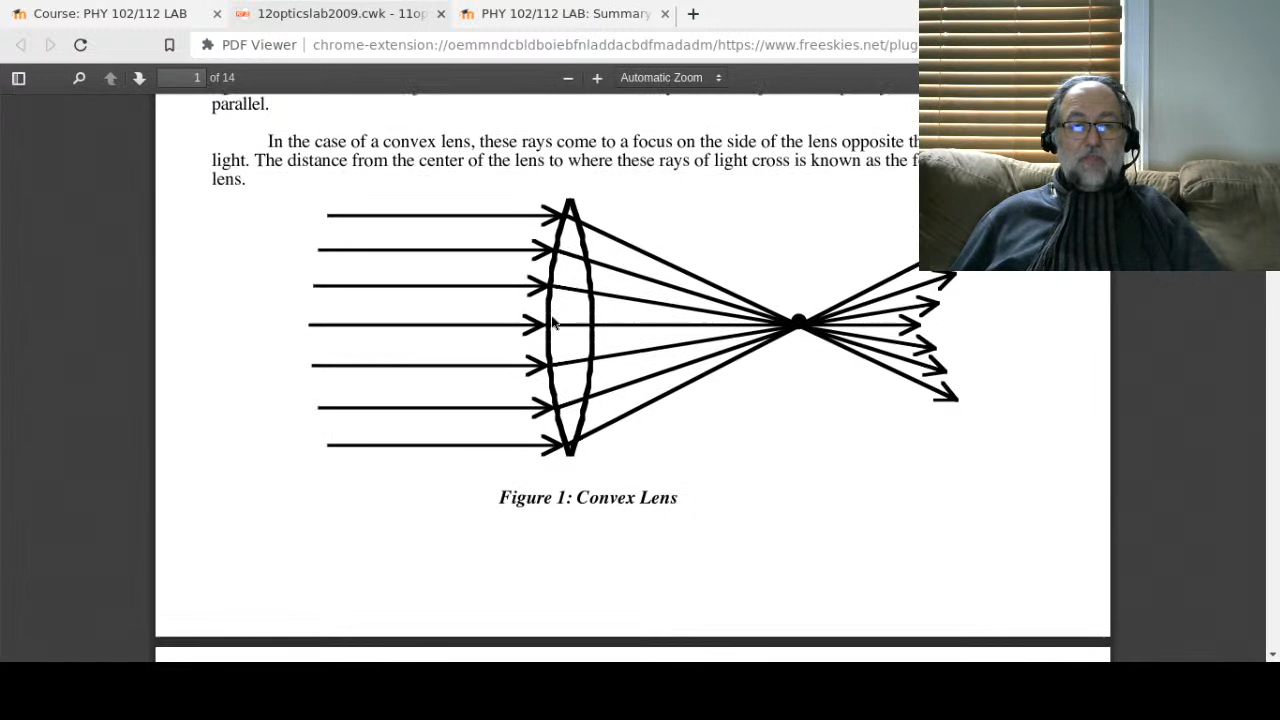 Course: PHY 102/112 LAB
12opticslab2009.cwk - 11op
PHY 102/112 LAB: Summary
PDF Viewer
chrome-extension://oemmndcbldboiebfnladdacbdfmadadm/https://www.freeskies.net/plug
1 of 14
Automatic Zoom
parallel.
In the case of a convex lens, these rays come to a focus on the side of the lens opposite th
light. The distance from the center of the lens to where these rays of light cross is known as the f
lens.
Figure 1: Convex Lens